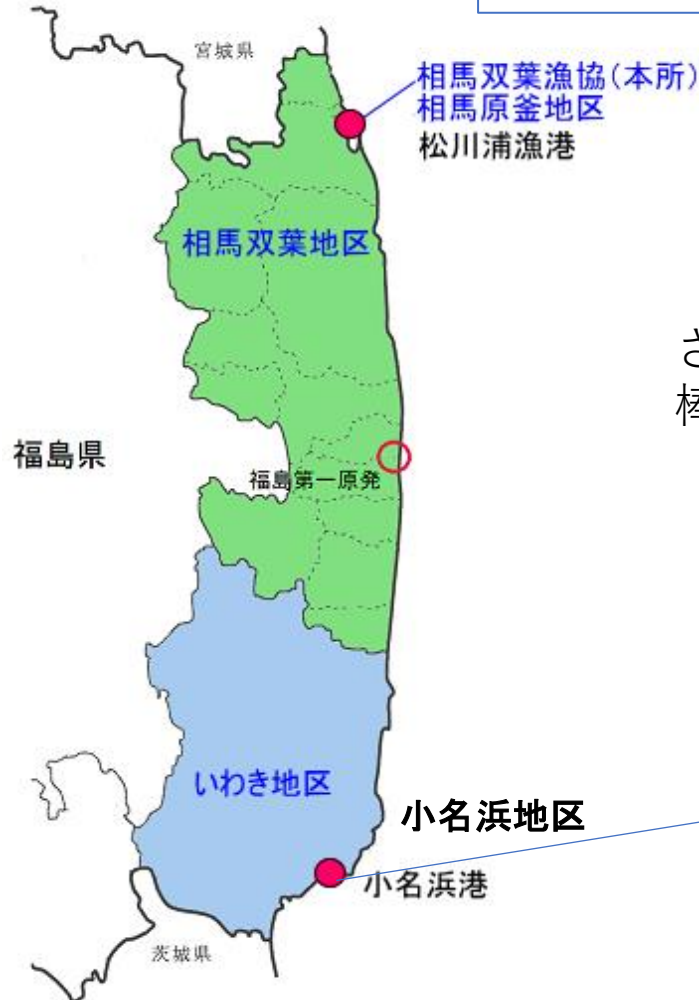 宮城県
相馬双葉漁協(本所)
相馬原釜地区
松川浦漁港
相馬双葉地区
さ
棒
福島県
福島第一原発
いわき地区
小名浜地区
小名浜港
茨城県